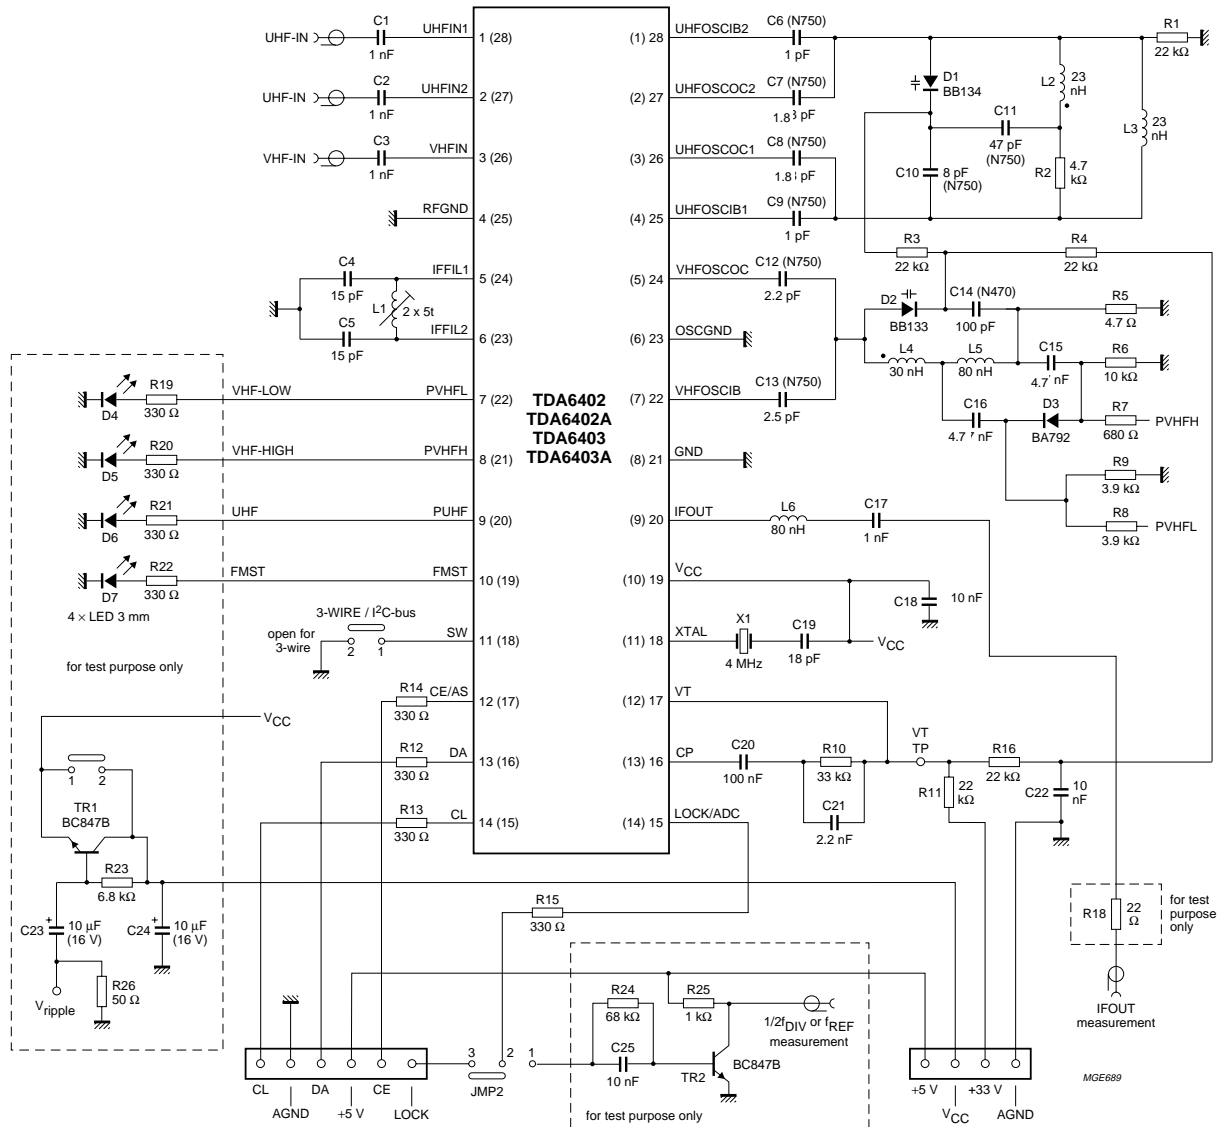 UHF-IN
C1
1 nF
UHFIN1
1 (28)
UHF-IN
C2
1 nF
UHFIN2
2 (27)
VHF-IN
C3
1 nF
VHFIN
3 (26)
RFGND
4 (25)
C4
15 pF
IFFIL1
5 (24)
L1
2 x 5t
C5
15 pF
IFFIL2
6 (23)
D4
R19
330 Ω
VHF-LOW
PVHFL
7 (22)
D5
R20
330 Ω
VHF-HIGH
PVHFH
8 (21)
D6
R21
330 Ω
UHF
PUHF
9 (20)
D7
R22
330 Ω
FMST
FMST
10 (19)
4 × LED 3 mm
for test purpose only
3-WIRE / I²C-bus
open for
3-wire
2
1
SW
11 (18)
R14
330 Ω
CE/AS
12 (17)
R12
330 Ω
DA
13 (16)
R13
330 Ω
CL
14 (15)
TDA6402
TDA6402A
TDA6403
TDA6403A
(1) 28
UHFOSCIB2
C6 (N750)
1 pF
(2) 27
UHFOSCOC2
C7 (N750)
1.8 pF
(3) 26
UHFOSCOC1
C8 (N750)
1.8 pF
(4) 25
UHFOSCIB1
C9 (N750)
1 pF
(5) 24
VHFOSCOC
C12 (N750)
2.2 pF
(6) 23
OSCGND
(7) 22
VHFOSCIB
C13 (N750)
2.5 pF
(8) 21
GND
(9) 20
IFOUT
L6
80 nH
C17
1 nF
(10) 19
VCC
C18
10 nF
(11) 18
XTAL
X1
4 MHz
C19
18 pF
VCC
(12) 17
VT
(13) 16
CP
C20
100 nF
R10
33 kΩ
C21
2.2 nF
VT
TP
R11
22
kΩ
R16
22 kΩ
C22
10
nF
(14) 15
LOCK/ADC
R1
22 kΩ
D1
BB134
L2
23
nH
L3
23
nH
C11
47 pF
(N750)
C10
8 pF
(N750)
R2
4.7
kΩ
R3
22 kΩ
R4
22 kΩ
D2
BB133
C14 (N470)
100 pF
R5
4.7 Ω
L4
30 nH
L5
80 nH
C15
4.7 nF
R6
10 kΩ
C16
4.7 nF
D3
BA792
R7
680 Ω
PVHFH
R9
3.9 kΩ
R8
3.9 kΩ
PVHFL
VCC
1
2
TR1
BC847B
R23
6.8 kΩ
C23
+
10 µF
(16 V)
C24
+
10 µF
(16 V)
R26
50 Ω
Vripple
R15
330 Ω
R24
68 kΩ
C25
10 nF
R25
1 kΩ
TR2
BC847B
1/2fDIV or fREF
measurement
for test purpose only
R18
22
Ω
for test
purpose
only
IFOUT
measurement
CL
AGND
DA
+5 V
CE
LOCK
3
2
1
JMP2
+5 V
VCC
+33 V
AGND
MGE689